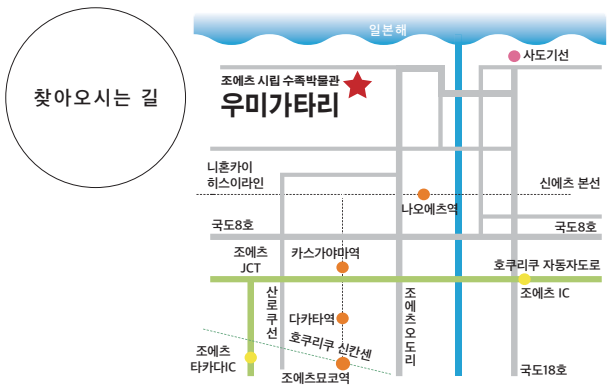 찾아오시는 길
일본해
사도기선
조에츠 시립 수족박물관
우미가타리
니혼카이
히스이라인
신에츠 본선
나오에츠역
국도8호
국도8호
조에츠
JCT
카스가야마역
호쿠리쿠 자동차도로
조에츠 IC
산로쿠선
조에츠오도리
다카타역
호쿠리쿠 신칸센
조에츠
타카다IC
조에츠묘코역
국도18호